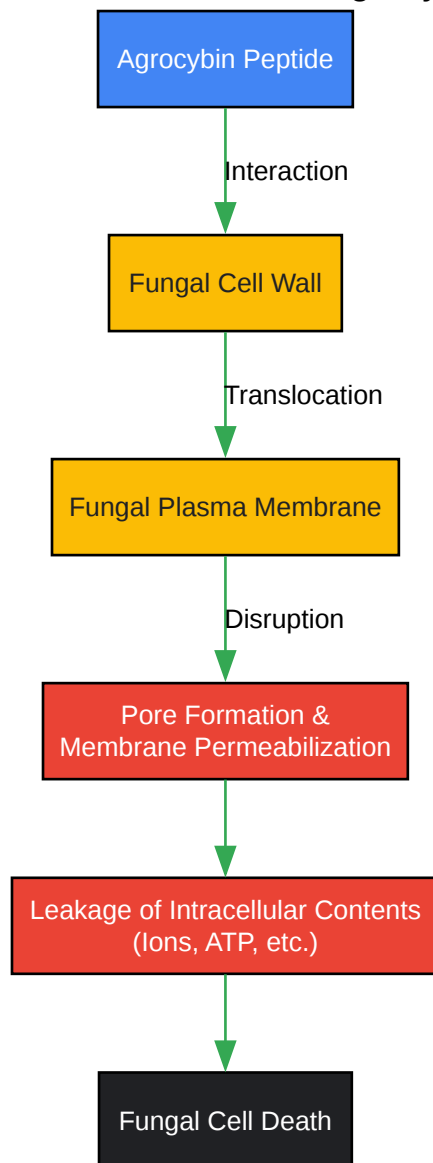 Agrocybin Peptide
Interaction
Fungal Cell Wall
Translocation
Fungal Plasma Membrane
Disruption
Pore Formation &
Membrane Permeabilization
Leakage of Intracellular Contents
(Ions, ATP, etc.)
Fungal Cell Death